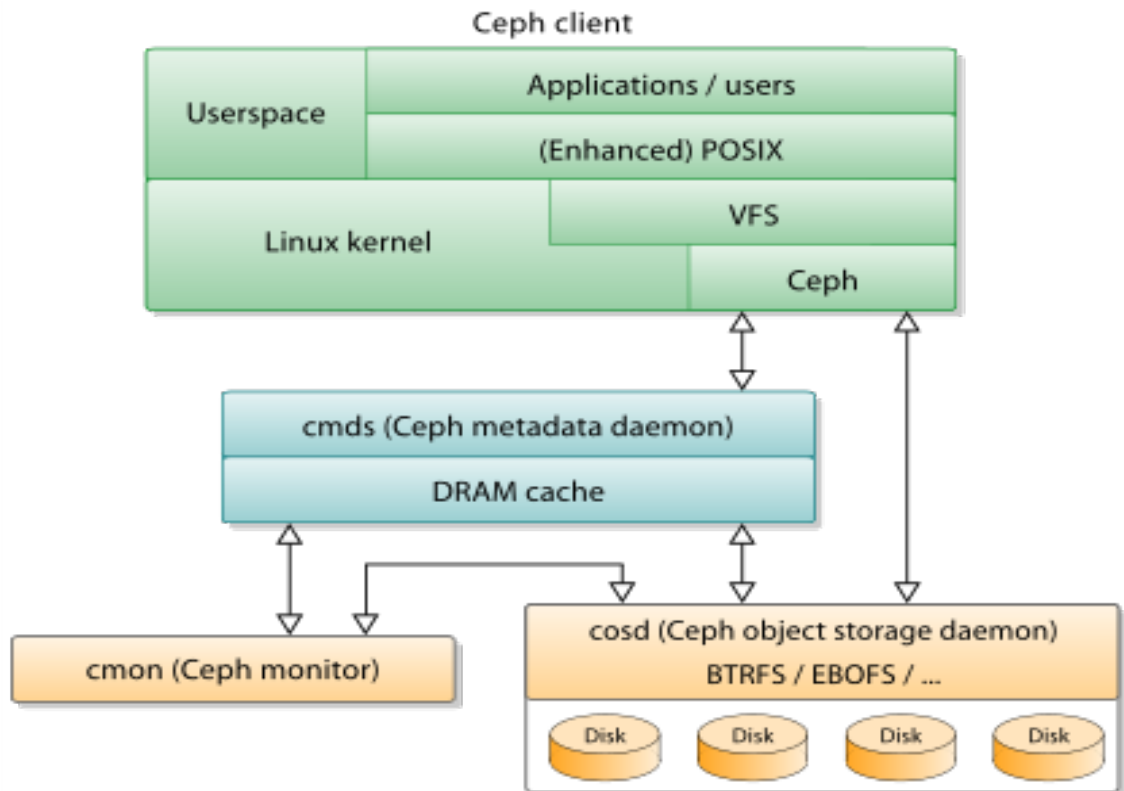 Ceph client
Userspace
Applications / users
(Enhanced) POSIX
Linux kernel
VFS
Ceph
cmds (Ceph metadata daemon)
DRAM cache
cmon (Ceph monitor)
cosd (Ceph object storage daemon)
BTRFS / EBOFS / ...
Disk
Disk
Disk
Disk